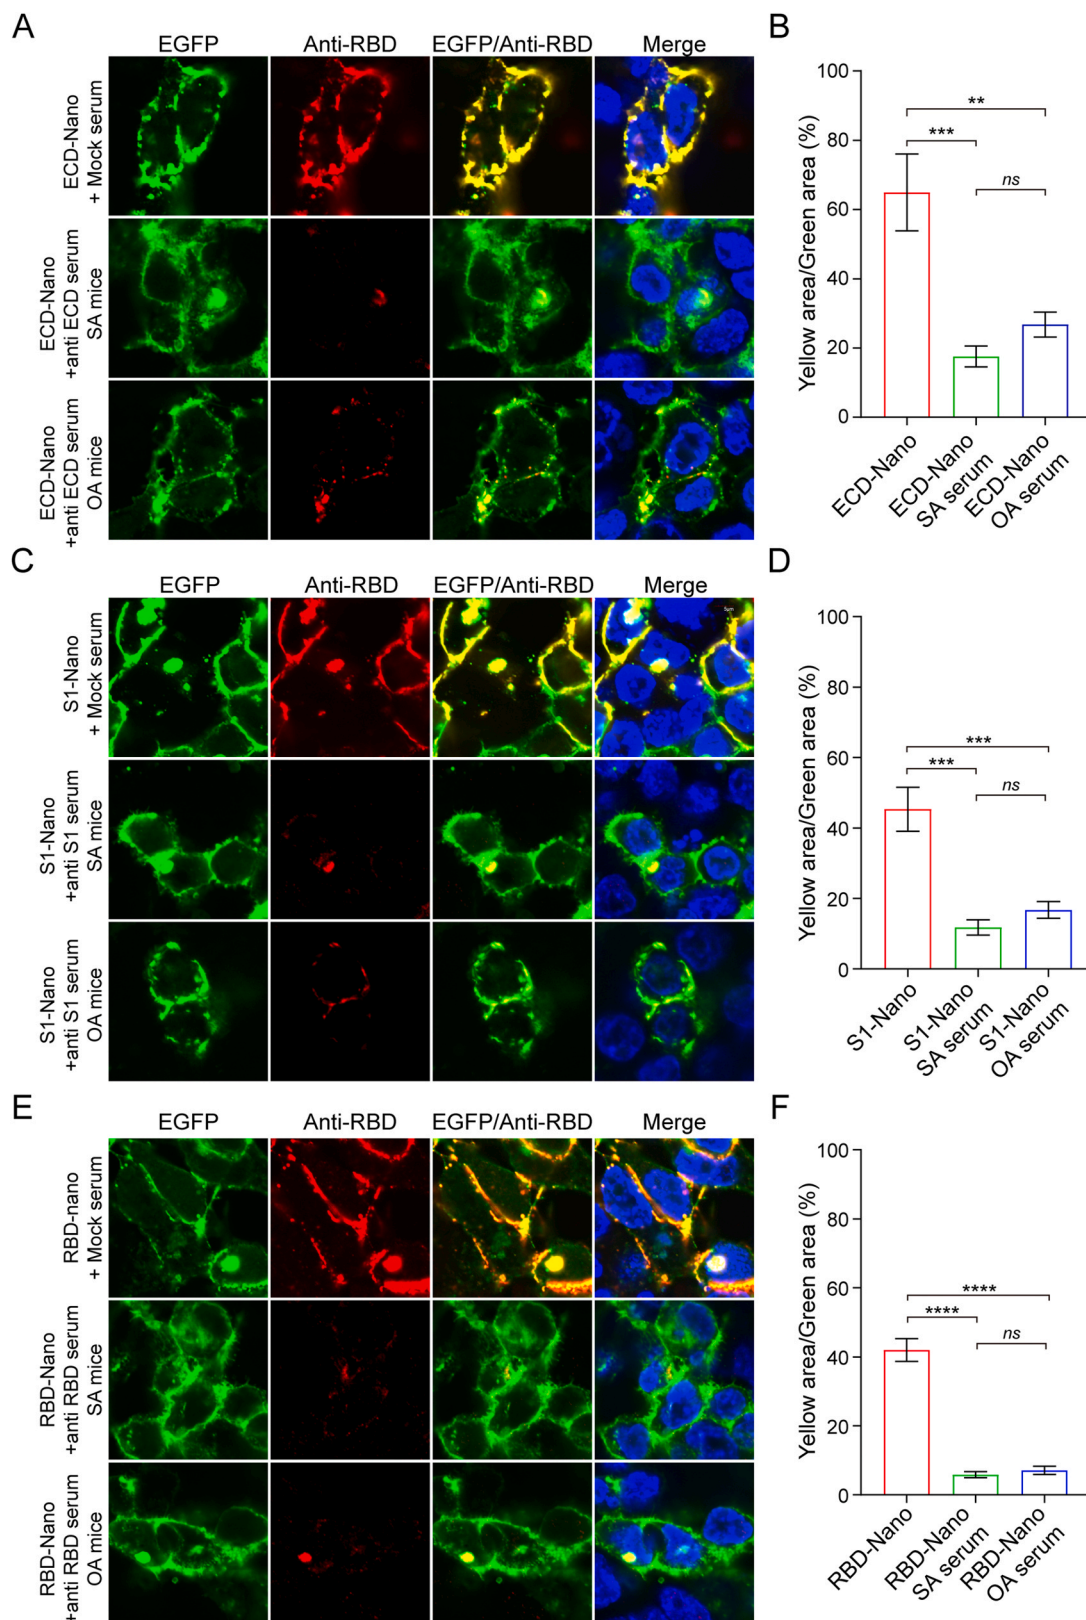 A
EGFP
Anti-RBD
EGFP/Anti-RBD
Merge
ECD-Nano
+ Mock serum
ECD-Nano
+anti ECD serum
SA mice
ECD-Nano
+anti ECD serum
OA mice
B
Yellow area/Green area (%)
100
80
60
40
20
0
**
***
ns
ECD-Nano
ECD-Nano
SA serum
ECD-Nano
OA serum
C
EGFP
Anti-RBD
EGFP/Anti-RBD
Merge
S1-Nano
+ Mock serum
S1-Nano
+anti S1 serum
SA mice
S1-Nano
+anti S1 serum
OA mice
D
Yellow area/Green area (%)
100
80
60
40
20
0
***
***
ns
S1-Nano
S1-Nano
SA serum
S1-Nano
OA serum
E
EGFP
Anti-RBD
EGFP/Anti-RBD
Merge
RBD-nano
+ Mock serum
RBD-Nano
+anti RBD serum
SA mice
RBD-Nano
+anti RBD serum
OA mice
F
Yellow area/Green area (%)
100
80
60
40
20
0
****
****
ns
RBD-Nano
RBD-Nano
SA serum
RBD-Nano
OA serum